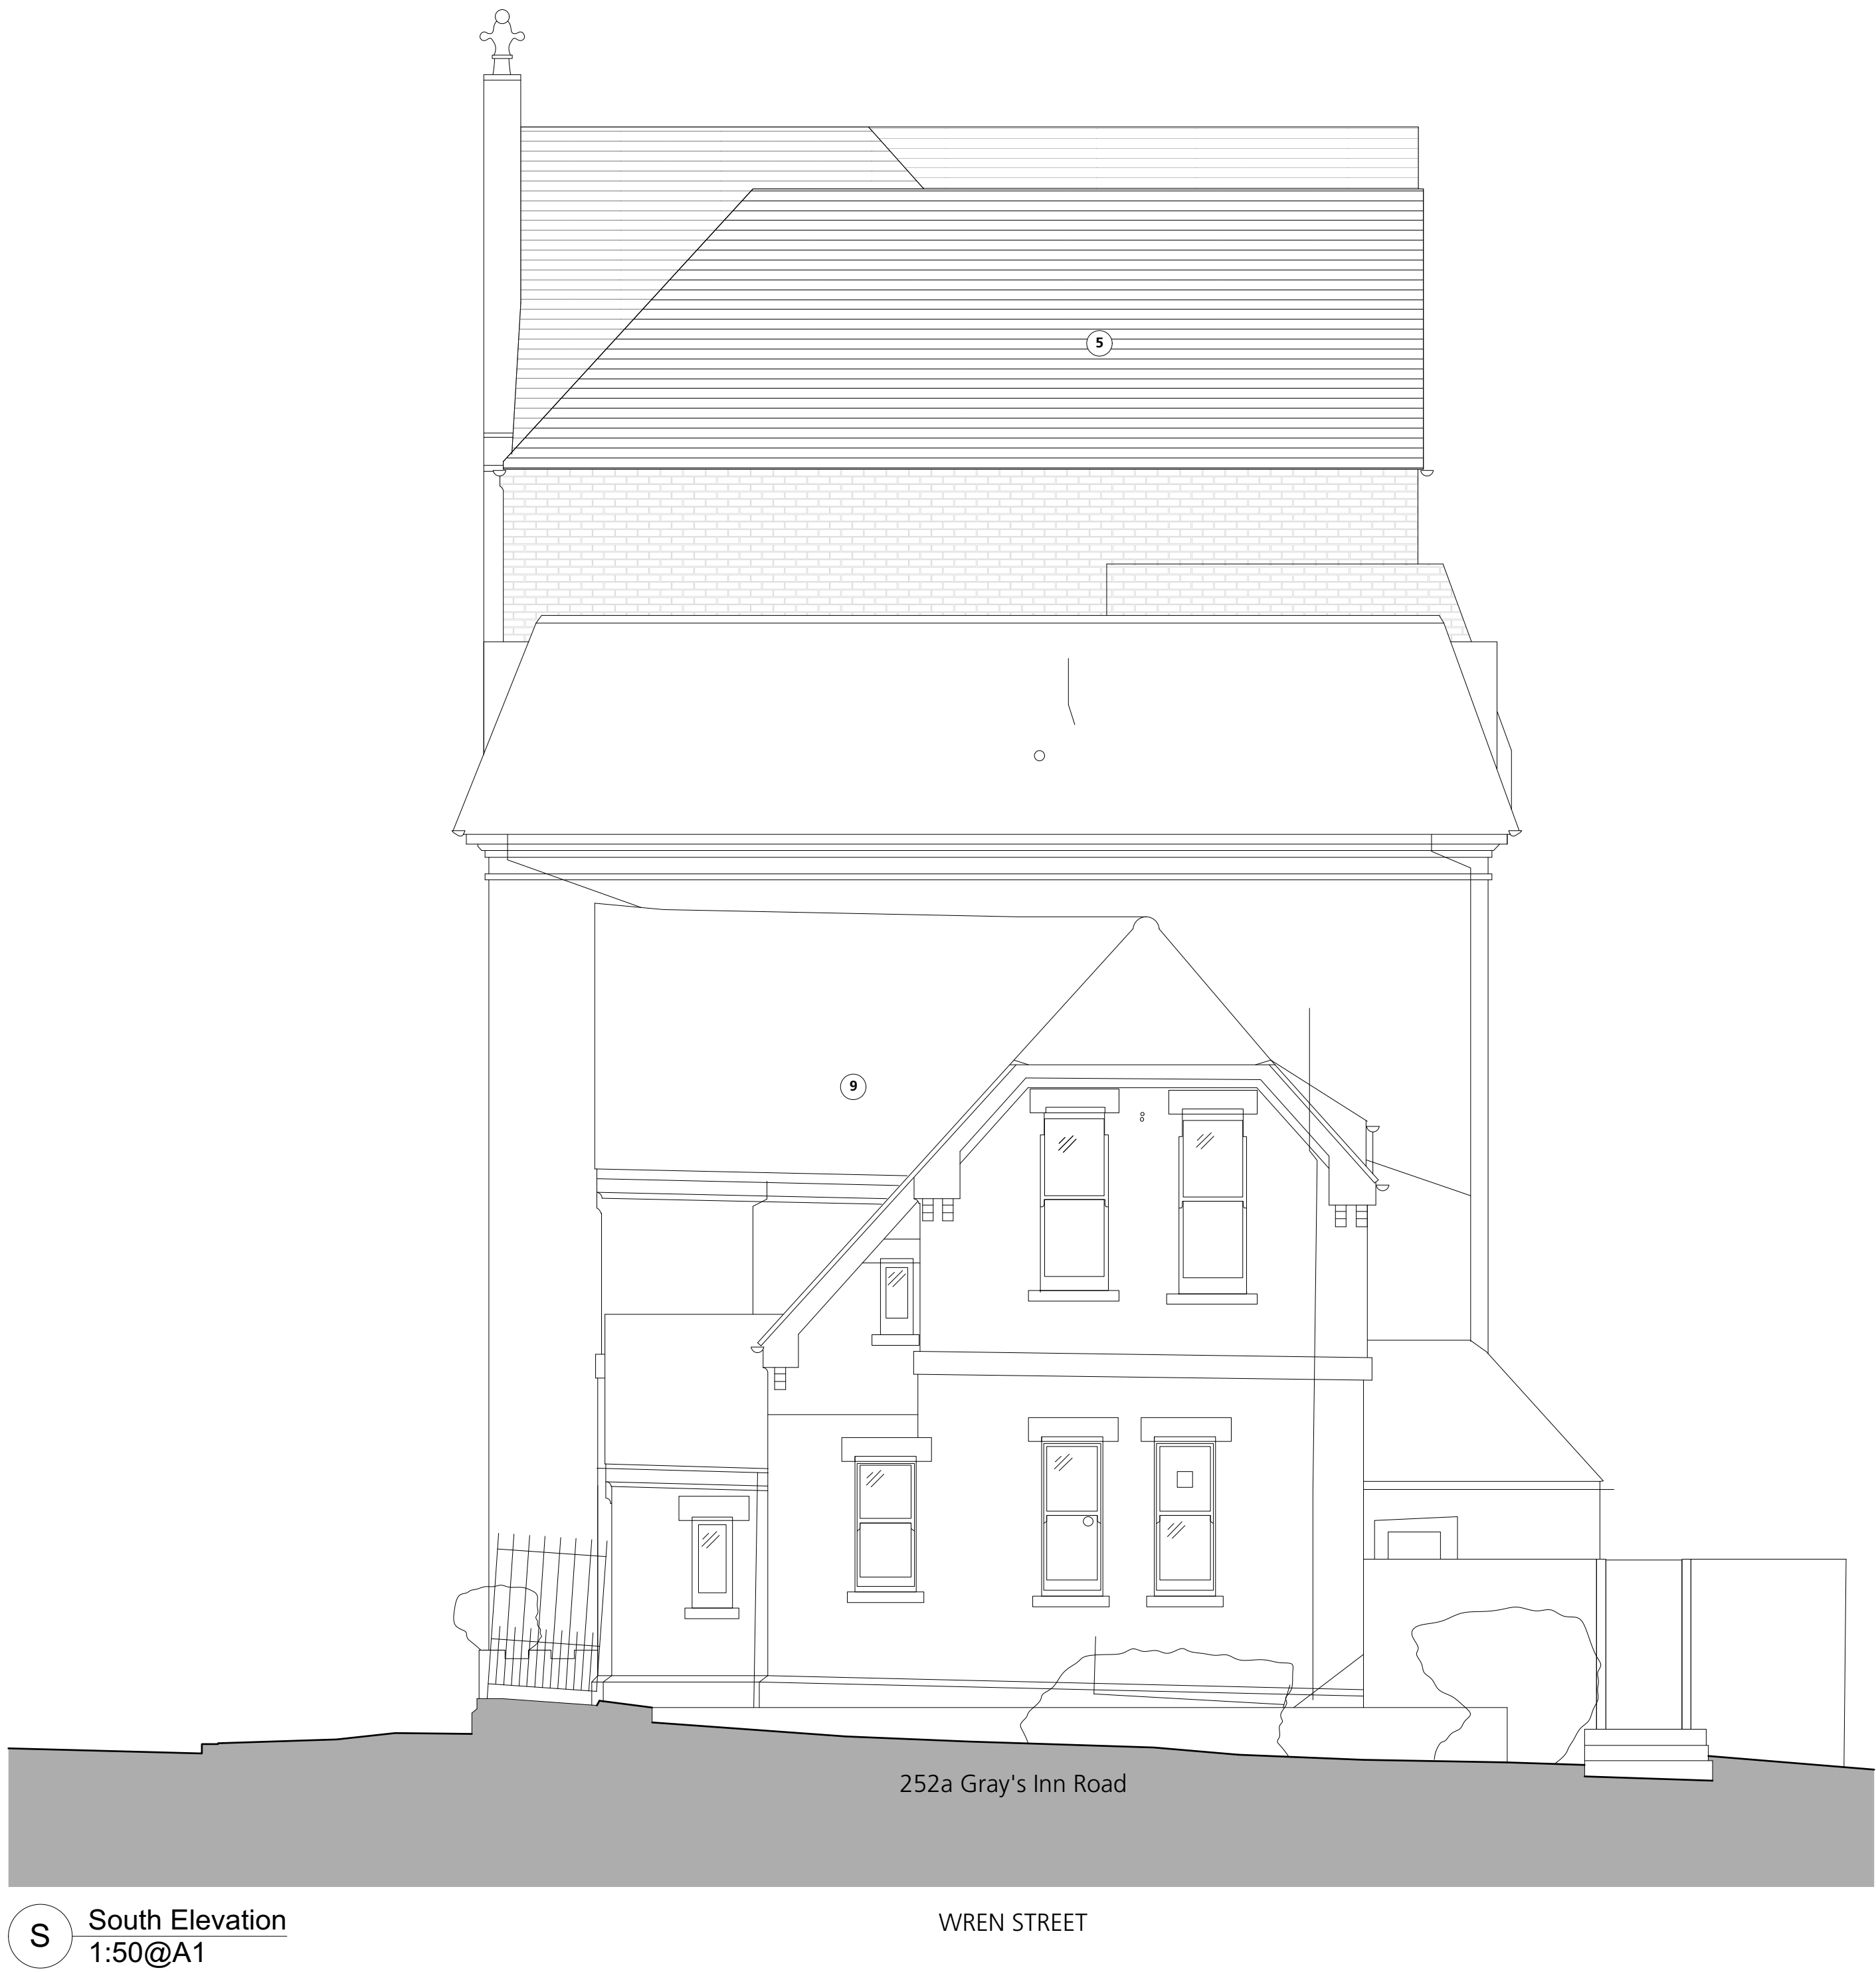 5
9
252a Gray's Inn Road
S
South Elevation
1:50@A1
WREN STREET